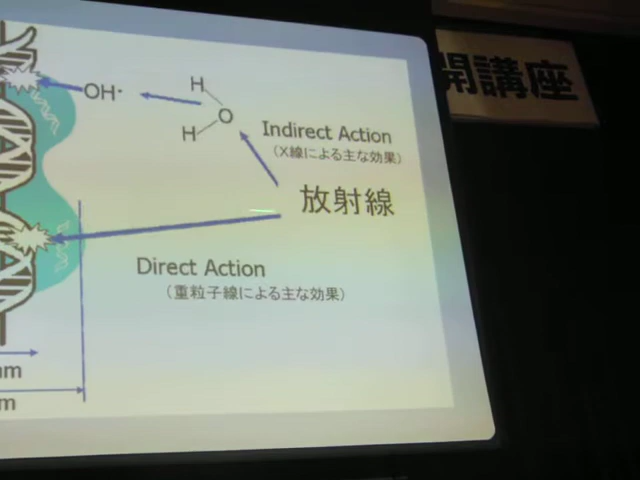 開講座
H
OH·
O
H
Indirect Action
（X線による主な効果）
放射線
Direct Action
（重粒子線による主な効果）
m